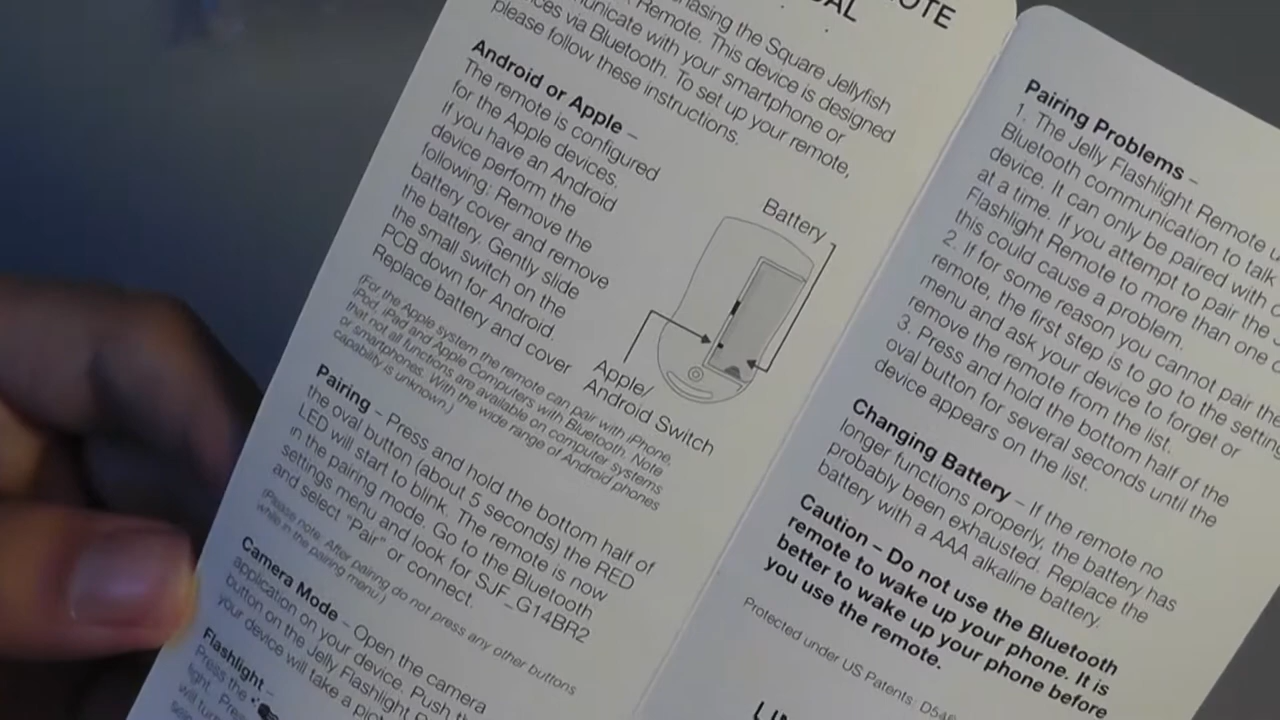 OTE
hasing the Square Jellyfish
Remote. This device is designed
unicate with your smartphone or
ces via Bluetooth. To set up your remote,
please follow these instructions.
Android or Apple –
The remote is configured
for the Apple devices.
If you have an Android
device perform the
following: Remove the
battery cover and remove
the battery. Gently slide
the small switch on the
PCB down for Android.
Replace battery and cover
(For the Apple system the remote can pair with iPhone,
iPod, iPad and Apple Computers with Bluetooth. Note
that not all functions are available on computer systems
or smartphones. With the wide range of Android phones
capability is unknown.)
Battery
Apple/
Android Switch
Pairing – Press and hold the bottom half of
the oval button (about 5 seconds) the RED
LED will start to blink. The remote is now
in the pairing mode. Go to the Bluetooth
settings menu and look for SJF_G14BR2
and select "Pair" or connect.
(Please note. After pairing do not press any other buttons
while in the pairing menu.)
Camera Mode – Open the camera
application on your device. Push th
button on the Jelly Flashlight R
your device will take a pict
Flashlight –
Press the
light. Pres
will tur
Pairing Problems –
1. The Jelly Flashlight Remote u
Bluetooth communication to talk
device. It can only be paired with o
at a time. If you attempt to pair the S
Flashlight Remote to more than one d
this could cause a problem.
2. If for some reason you cannot pair the
remote, the first step is to go to the setting
menu and ask your device to forget or
remove the remote from the list.
3. Press and hold the bottom half of the
oval button for several seconds until the
device appears on the list.
Changing Battery – If the remote no
longer functions properly, the battery has
probably been exhausted. Replace the
battery with a AAA alkaline battery.
Caution – Do not use the Bluetooth
remote to wake up your phone. It is
better to wake up your phone before
you use the remote.
Protected under US Patents: D546